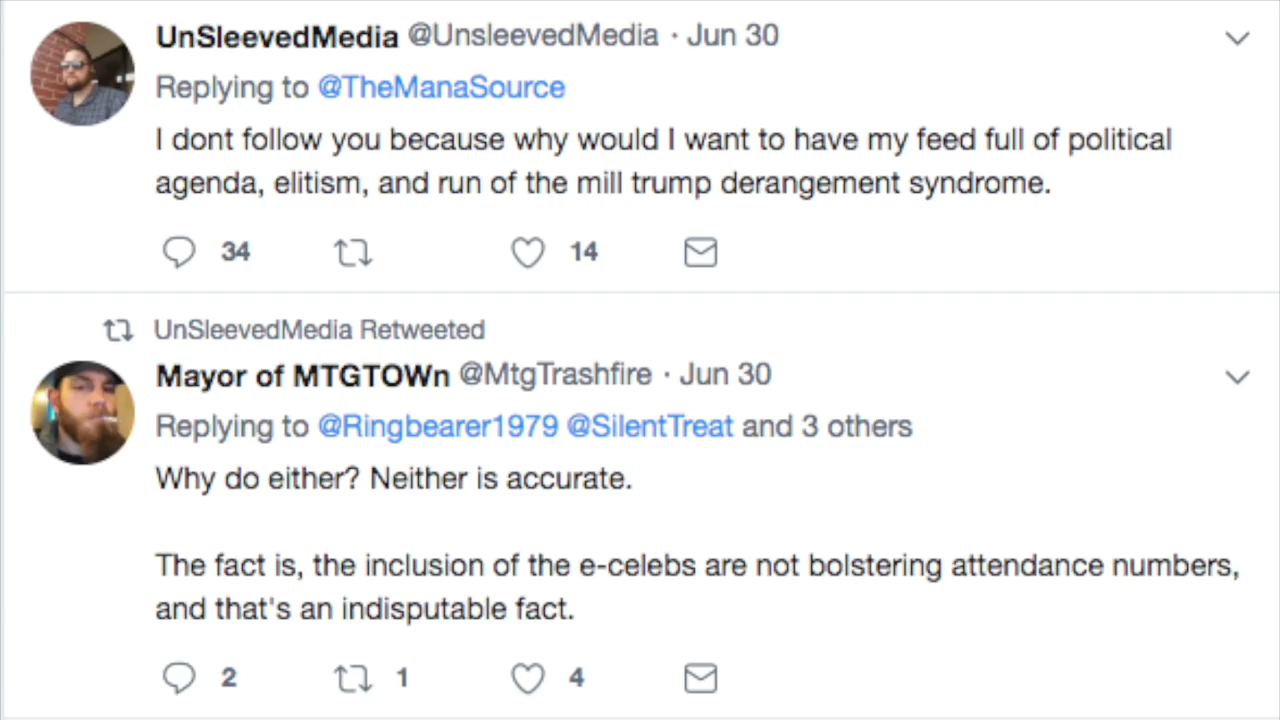 UnSleevedMedia @UnsleevedMedia · Jun 30
Replying to @TheManaSource
I dont follow you because why would I want to have my feed full of political
agenda, elitism, and run of the mill trump derangement syndrome.
34 14
UnSleevedMedia Retweeted
Mayor of MTGTOWn @MtgTrashfire · Jun 30
Replying to @Ringbearer1979 @SilentTreat and 3 others
Why do either? Neither is accurate.
The fact is, the inclusion of the e-celebs are not bolstering attendance numbers,
and that's an indisputable fact.
2 1 4